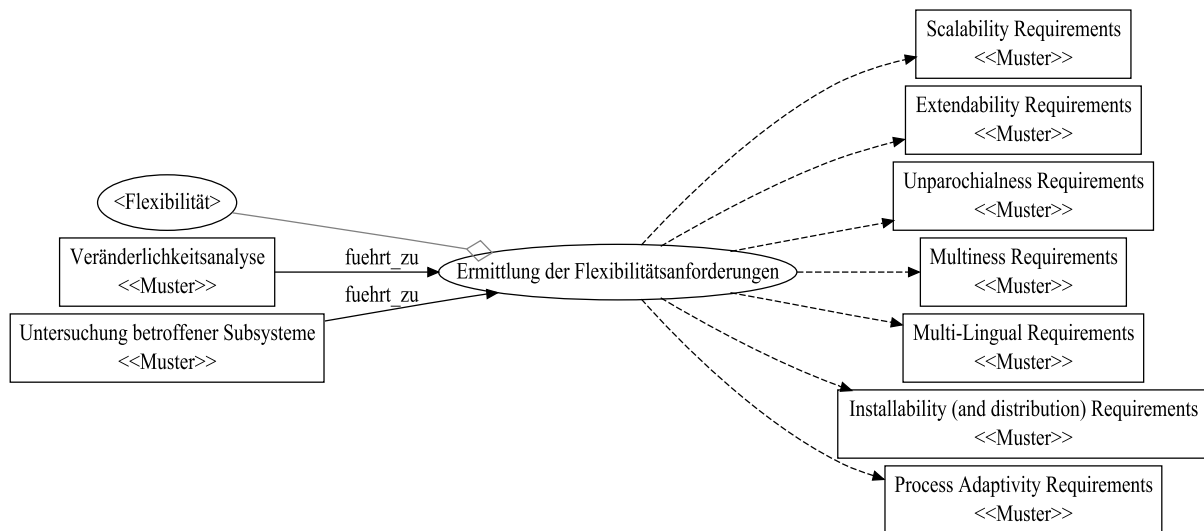 <Flexibilität>
Veränderlichkeitsanalyse
<<Muster>>
Untersuchung betroffener Subsysteme
<<Muster>>
fuehrt_zu
fuehrt_zu
Ermittlung der Flexibilitätsanforderungen
Scalability Requirements
<<Muster>>
Extendability Requirements
<<Muster>>
Unparochialness Requirements
<<Muster>>
Multiness Requirements
<<Muster>>
Multi-Lingual Requirements
<<Muster>>
Installability (and distribution) Requirements
<<Muster>>
Process Adaptivity Requirements
<<Muster>>